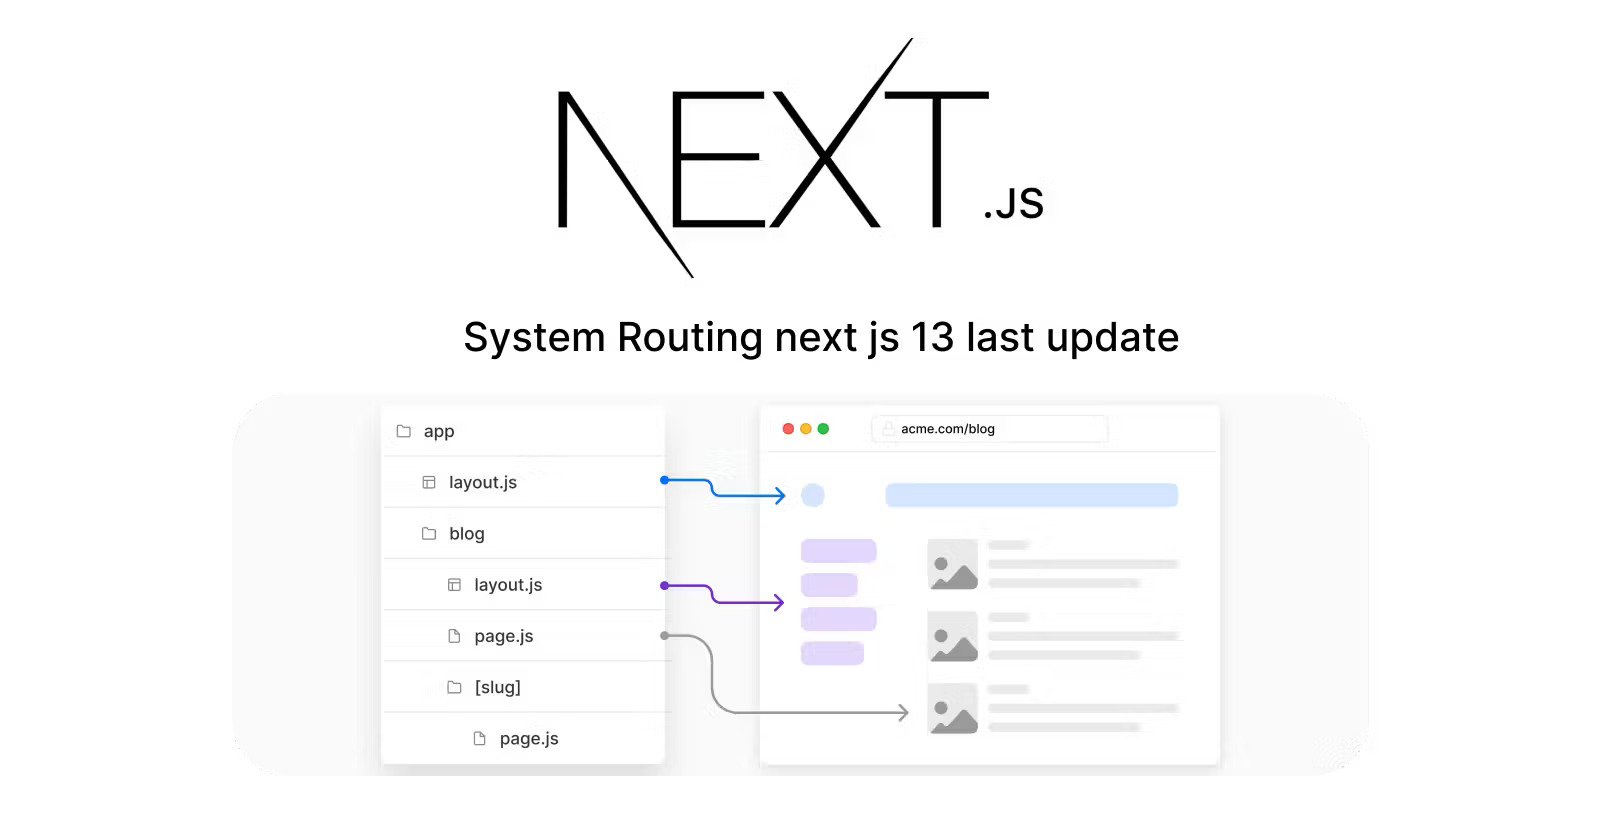 NEXT.JS
System Routing next js 13 last update
app
layout.js
blog
layout.js
page.js
[slug]
page.js
acme.com/blog